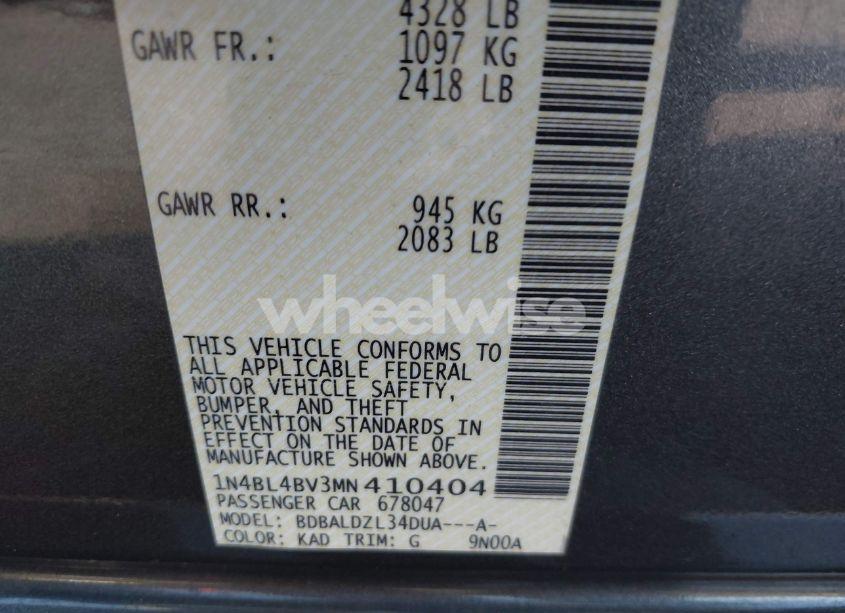 4328 LB
GAWR FR.: 1097 KG
2418 LB
GAWR RR.: 945 KG
2083 LB
wheelwise
THIS VEHICLE CONFORMS TO
ALL APPLICABLE FEDERAL
MOTOR VEHICLE SAFETY,
BUMPER, AND THEFT
PREVENTION STANDARDS IN
EFFECT ON THE DATE OF
MANUFACTURE SHOWN ABOVE.
1N4BL4BV3MN410404
PASSENGER CAR 678047
MODEL: BDBALDZL34DUA---A-
COLOR: KAD TRIM: G 9N00A